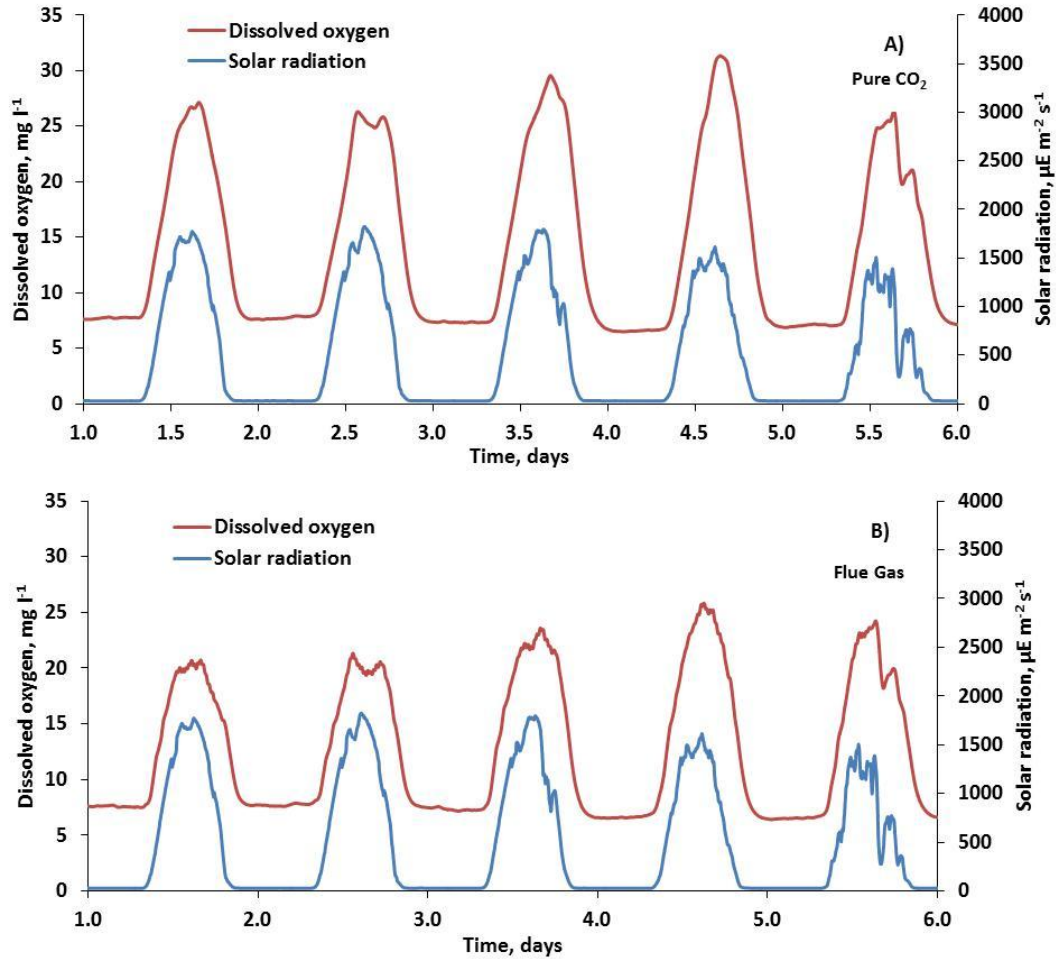 Dissolved oxygen
Solar radiation
A)
Pure CO2
Dissolved oxygen, mg l-1
35
30
25
20
15
10
5
0
4000
3500
3000
2500
2000
1500
1000
500
0
Solar radiation, µE m-2 s-1
1.0 1.5 2.0 2.5 3.0 3.5 4.0 4.5 5.0 5.5 6.0
Time, days
Dissolved oxygen
Solar radiation
B)
Flue Gas
Dissolved oxygen, mg l-1
35
30
25
20
15
10
5
0
4000
3500
3000
2500
2000
1500
1000
500
0
Solar radiation, µE m-2 s-1
1.0 2.0 3.0 4.0 5.0 6.0
Time, days